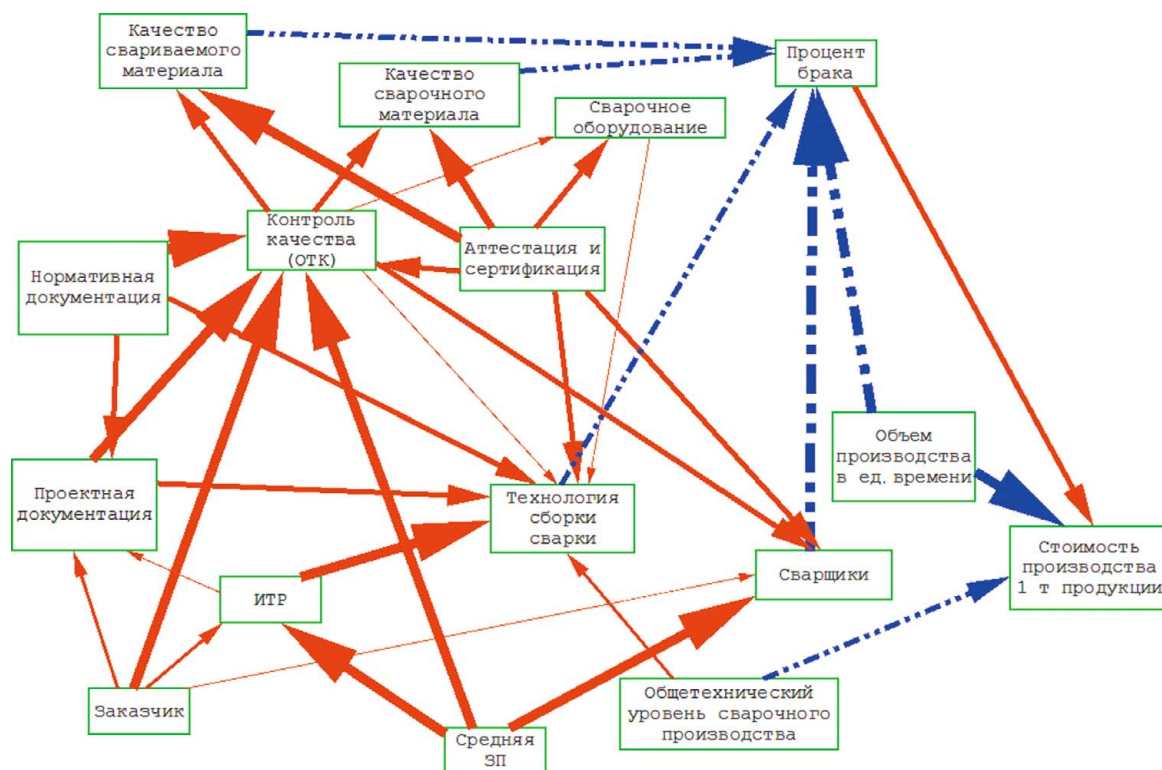 Качество
свариваемого
материала
Процент
брака
Качество
сварочного
материала
Сварочное
оборудование
Контроль
качества
(ОТК)
Аттестация и
сертификация
Нормативная
документация
Объем
производства
в ед. времени
Проектная
документация
Технология
сборки
сварки
Стоимость
производства
1 т продукции
Сварщики
ИТР
Заказчик
Общетехнический
уровень сварочного
производства
Средняя
ЗП